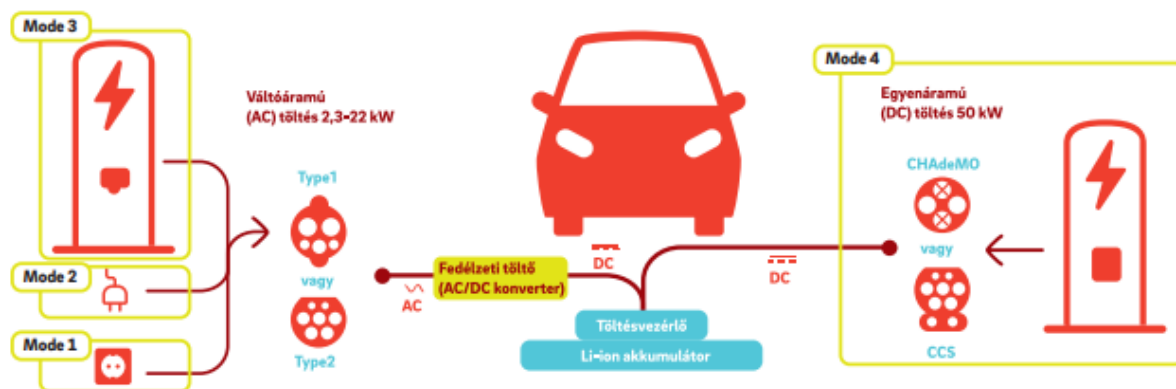 Mode 3
Váltóáramú
(AC) töltés 2,3-22 kW
Type1
vagy
Type2
Mode 2
Mode 1
AC
Fedélzeti töltő
(AC/DC konverter)
DC
Töltésvezérlő
Li-ion akkumulátor
DC
Mode 4
Egyenáramú
(DC) töltés 50 kW
CHAdeMO
vagy
CCS